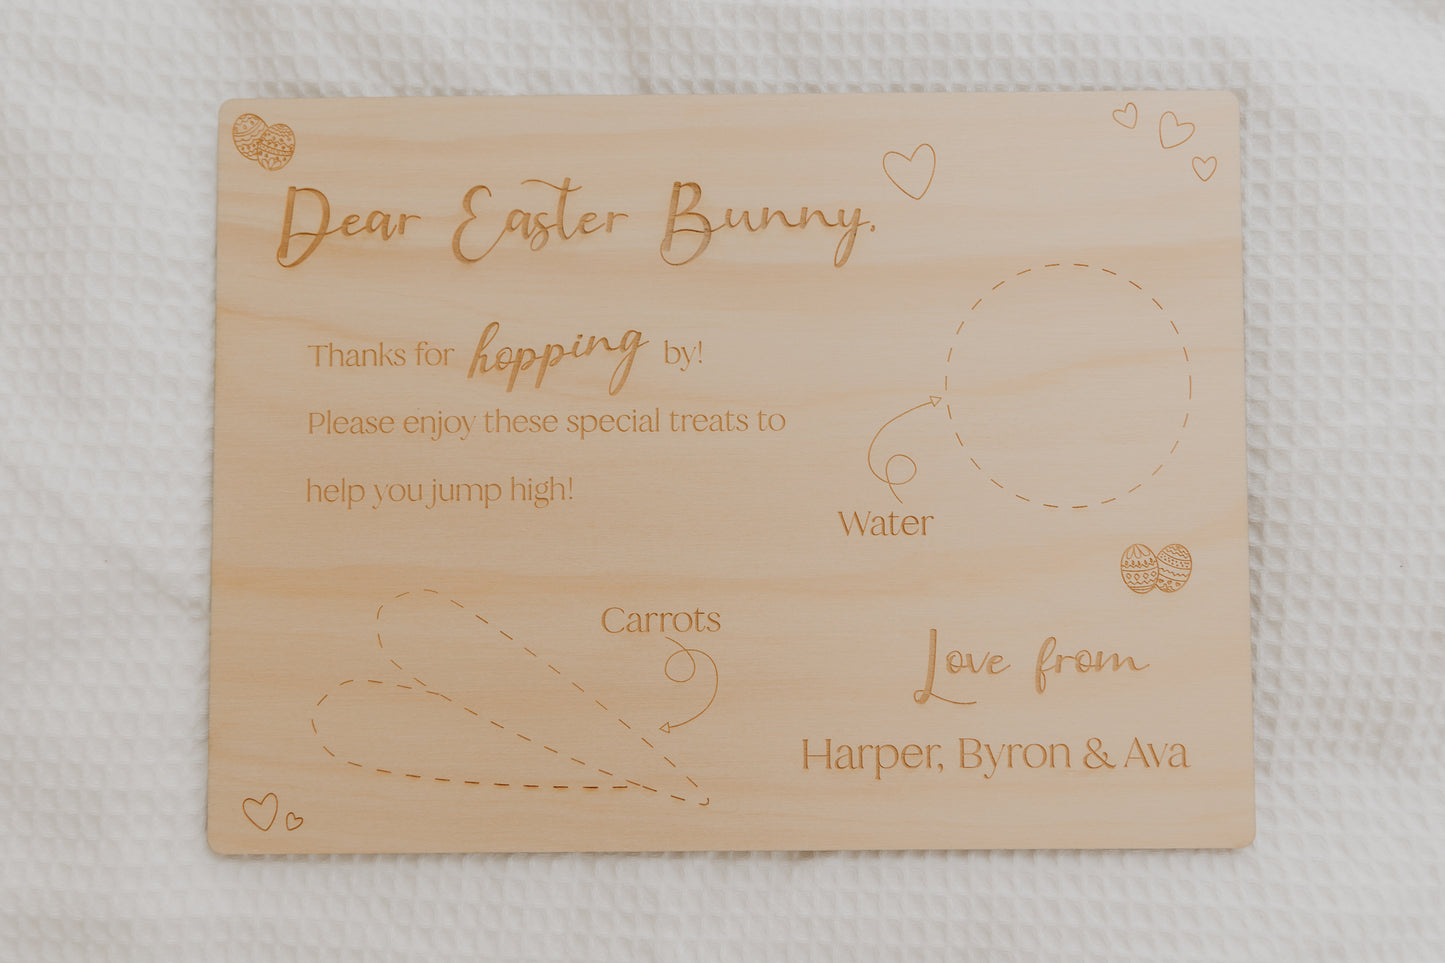 Dear Easter Bunny,
Thanks for hopping by!
Please enjoy these special treats to
help you jump high!
Water
Carrots
Love from
Harper, Byron & Ava